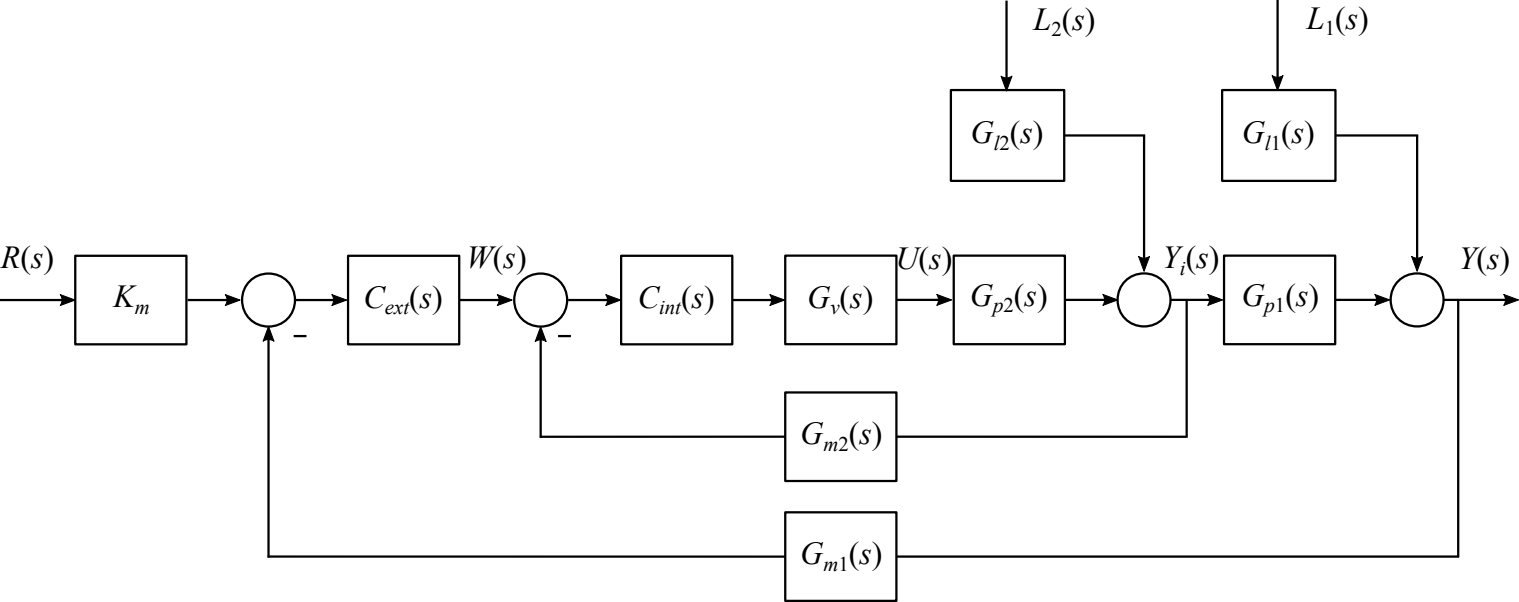 L₂(s)
L₁(s)
Gₗ₂(s)
Gₗ₁(s)
R(s)
W(s)
U(s)
Yᵢ(s)
Y(s)
Kₘ
Cₑₓₜ(s)
Cᵢₙₜ(s)
Gᵥ(s)
Gₚ₂(s)
Gₚ₁(s)
–
–
Gₘ₂(s)
Gₘ₁(s)